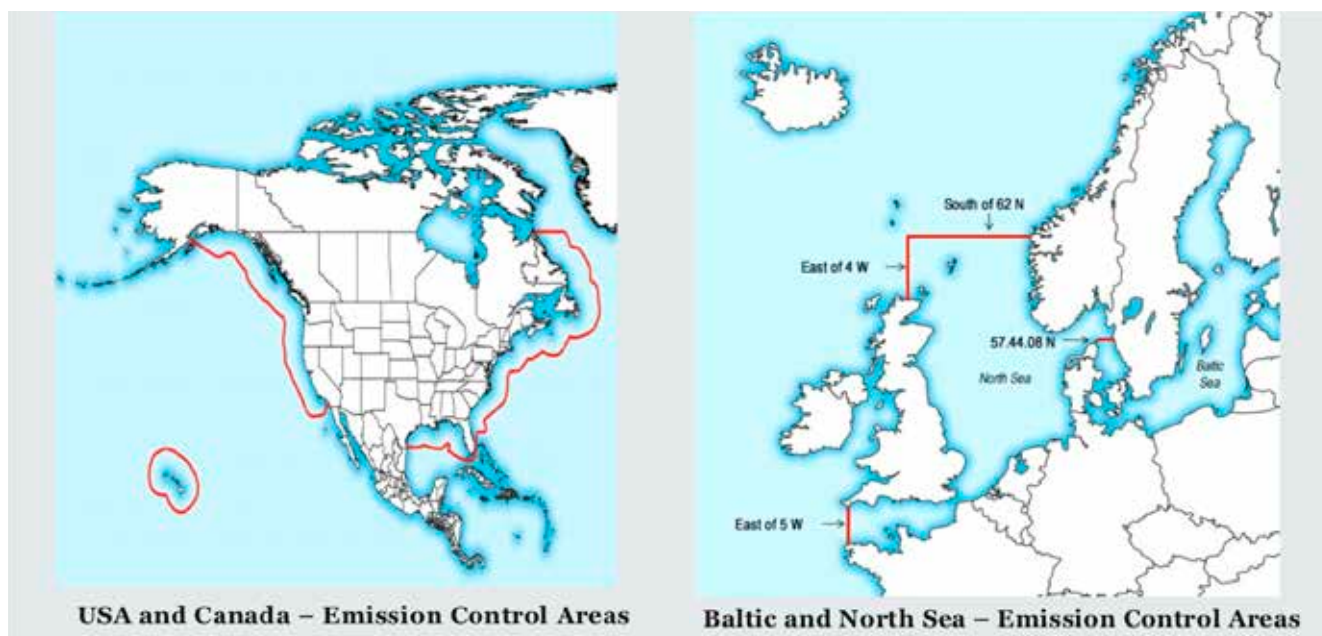 South of 62 N
East of 4 W
57.44.08 N
North Sea
Baltic
Sea
East of 5 W
USA and Canada – Emission Control Areas
Baltic and North Sea – Emission Control Areas